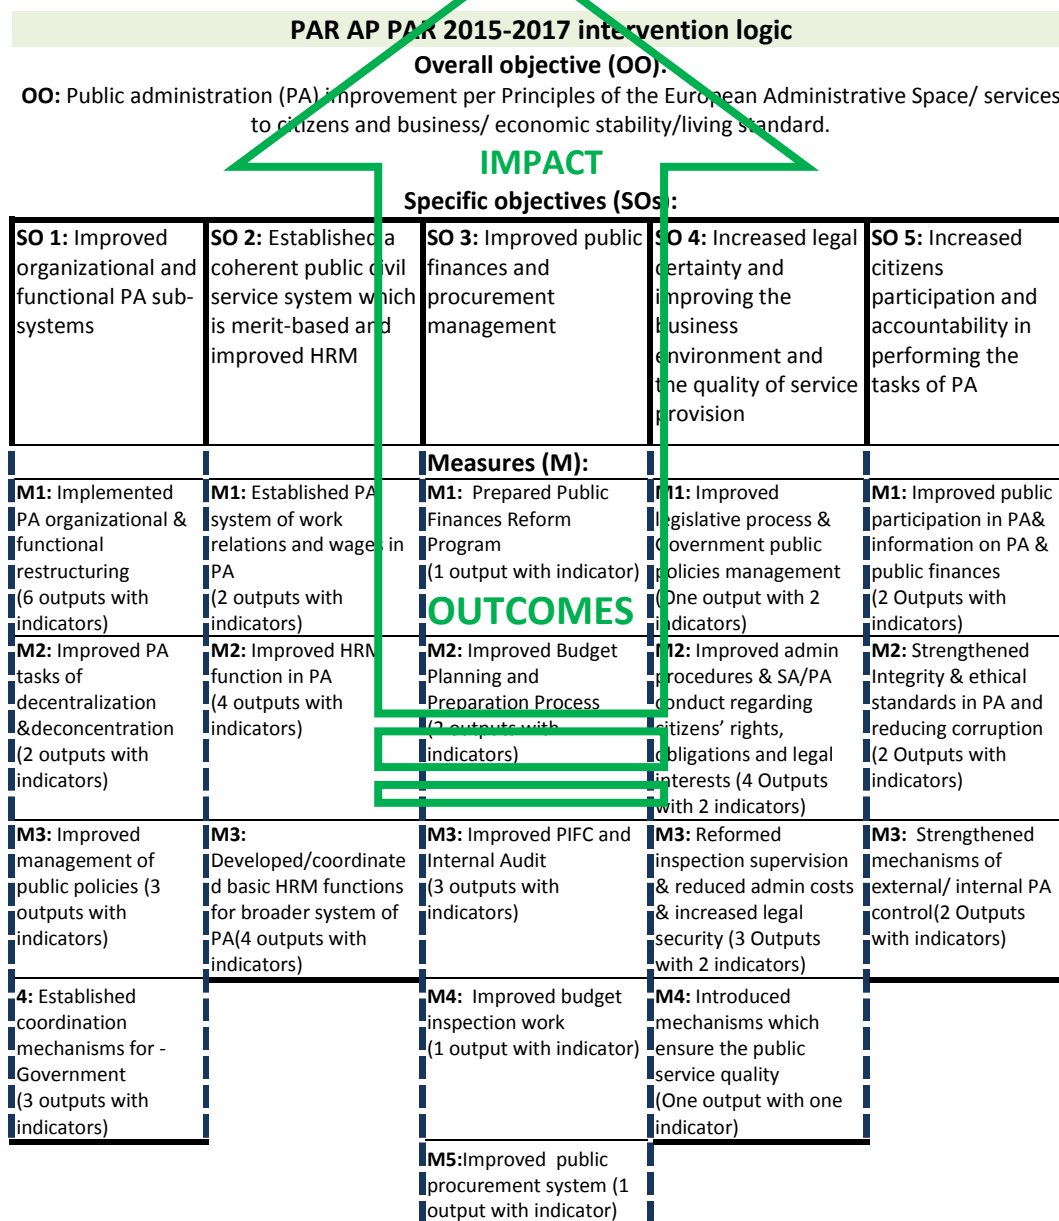 PAR AP PAR 2015-2017 intervention logic
Overall objective (OO):
OO: Public administration (PA) improvement per Principles of the European Administrative Space/ services
to citizens and business/ economic stability/living standard.
IMPACT
Specific objectives (SOs):
SO 1: Improved
organizational and
functional PA sub-
systems
SO 2: Established a
coherent public civil
service system which
is merit-based and
improved HRM
SO 3: Improved public
finances and
procurement
management
SO 4: Increased legal
certainty and
improving the
business
environment and
the quality of service
provision
SO 5: Increased
citizens
participation and
accountability in
performing the
tasks of PA
Measures (M):
M1: Implemented
PA organizational &
functional
restructuring
(6 outputs with
indicators)
M1: Established PA
system of work
relations and wages in
PA
(2 outputs with
indicators)
M1: Prepared Public
Finances Reform
Program
(1 output with indicator)
OUTCOMES
M1: Improved
legislative process &
Government public
policies management
(One output with 2
indicators)
M1: Improved public
participation in PA&
information on PA &
public finances
(2 Outputs with
indicators)
M2: Improved PA
tasks of
decentralization
&deconcentration
(2 outputs with
indicators)
M2: Improved HRM
function in PA
(4 outputs with
indicators)
M2: Improved Budget
Planning and
Preparation Process
outputs with
indicators)
M2: Improved admin
procedures & SA/PA
conduct regarding
citizens' rights,
obligations and legal
interests (4 Outputs
with 2 indicators)
M2: Strengthened
Integrity & ethical
standards in PA and
reducing corruption
(2 Outputs with
indicators)
M3: Improved
management of
public policies (3
outputs with
indicators)
M3:
Developed/coordinate
d basic HRM functions
for broader system of
PA(4 outputs with
indicators)
M3: Improved PIFC and
Internal Audit
(3 outputs with
indicators)
M3: Reformed
inspection supervision
& reduced admin costs
& increased legal
security (3 Outputs
with 2 indicators)
M3: Strengthened
mechanisms of
external/ internal PA
control(2 Outputs
with indicators)
4: Established
coordination
mechanisms for -
Government
(3 outputs with
indicators)
M4: Improved budget
inspection work
(1 output with indicator)
M4: Introduced
mechanisms which
ensure the public
service quality
(One output with one
indicator)
M5:Improved public
procurement system (1
output with indicator)